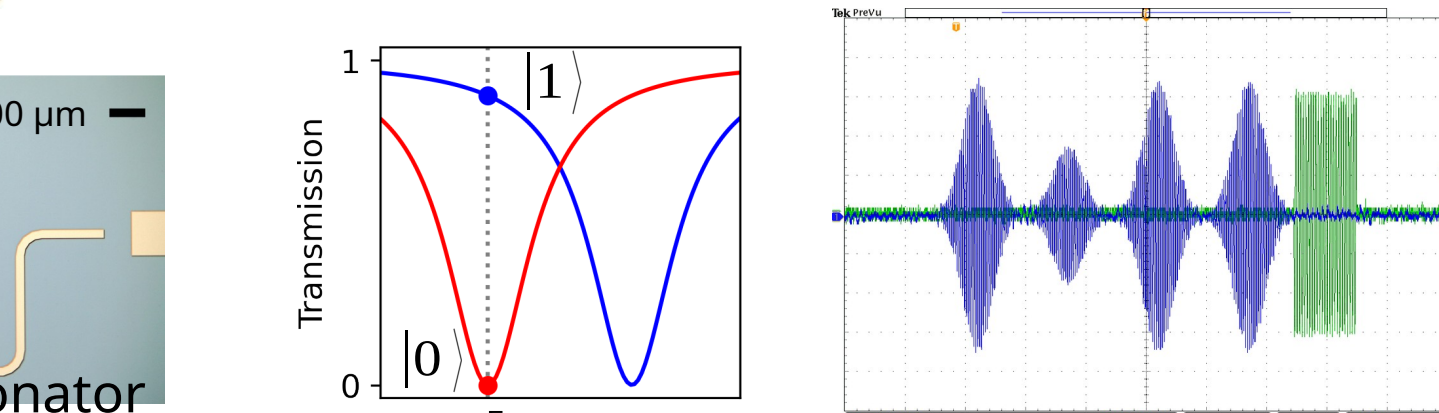 00 µm
onator
Transmission
1
0
|1⟩
|0⟩
Tek PreVu
T